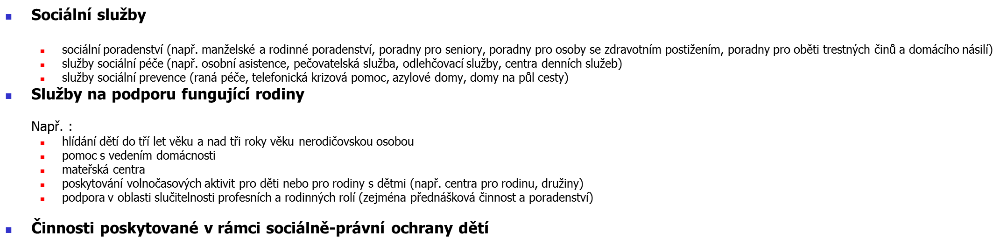 Sociální služby
sociální poradenství (např. manželské a rodinné poradenství, poradny pro seniory, poradny pro osoby se zdravotním postižením, poradny pro oběti trestných činů a domácího násilí)
služby sociální péče (např. osobní asistence, pečovatelská služba, odlehčovací služby, centra denních služeb)
služby sociální prevence (raná péče, telefonická krizová pomoc, azylové domy, domy na půl cesty)
Služby na podporu fungující rodiny
Např. :
hlídání dětí do tří let věku a nad tři roky věku nerodičovskou osobou
pomoc s vedením domácnosti
mateřská centra
poskytování volnočasových aktivit pro děti nebo pro rodiny s dětmi (např. centra pro rodinu, družiny)
podpora v oblasti slučitelnosti profesních a rodinných rolí (zejména přednášková činnost a poradenství)
Činnosti poskytované v rámci sociálně-právní ochrany dětí